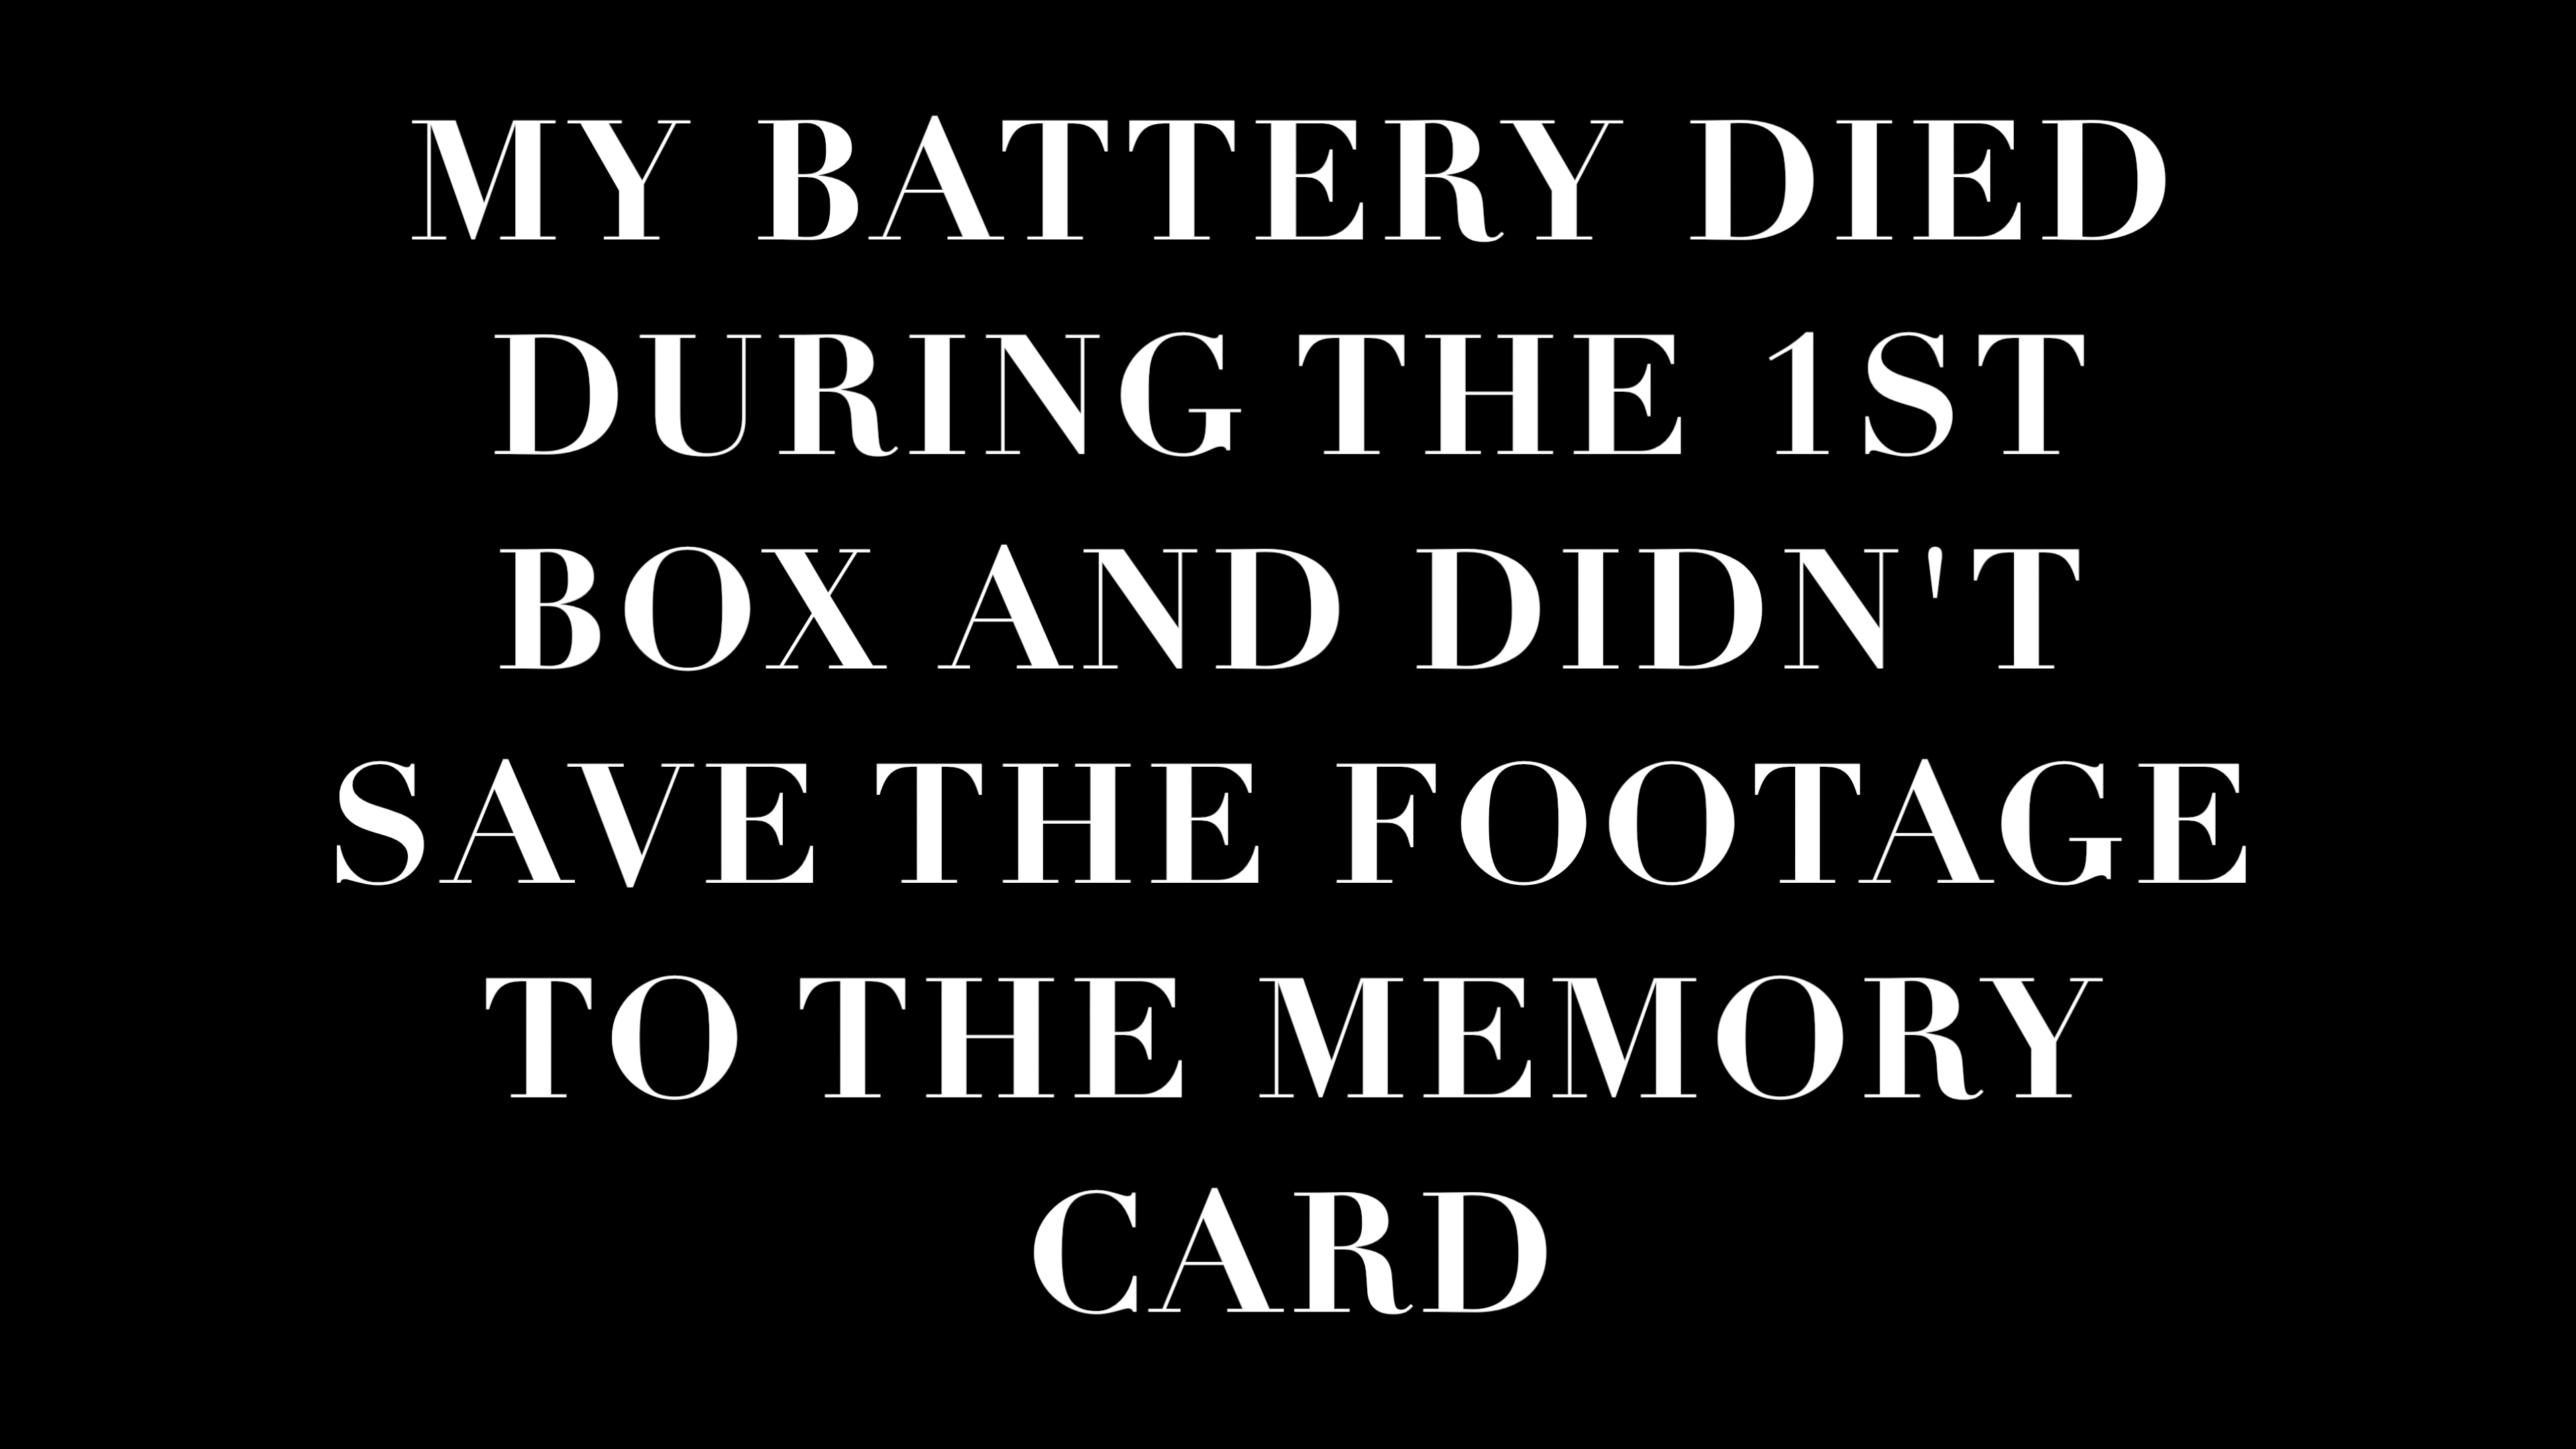 MY BATTERY DIED
DURING THE 1ST
BOX AND DIDN'T
SAVE THE FOOTAGE
TO THE MEMORY
CARD